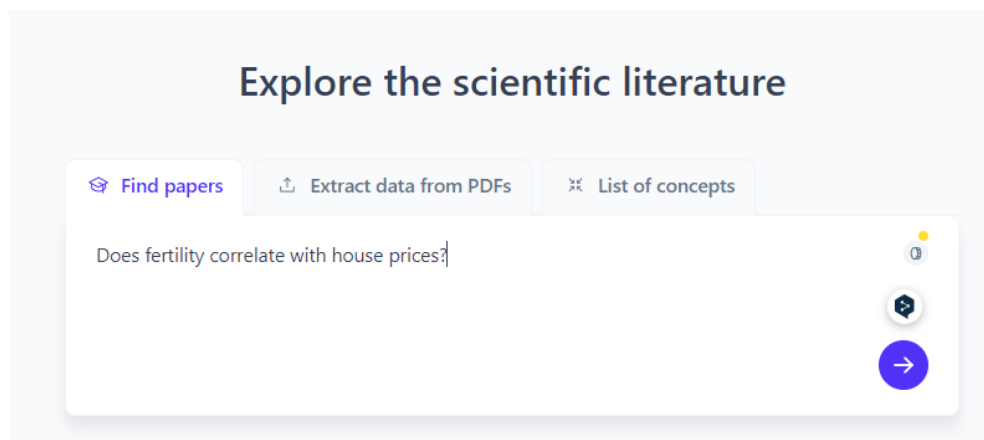 Explore the scientific literature
Find papers
Extract data from PDFs
List of concepts
Does fertility correlate with house prices?